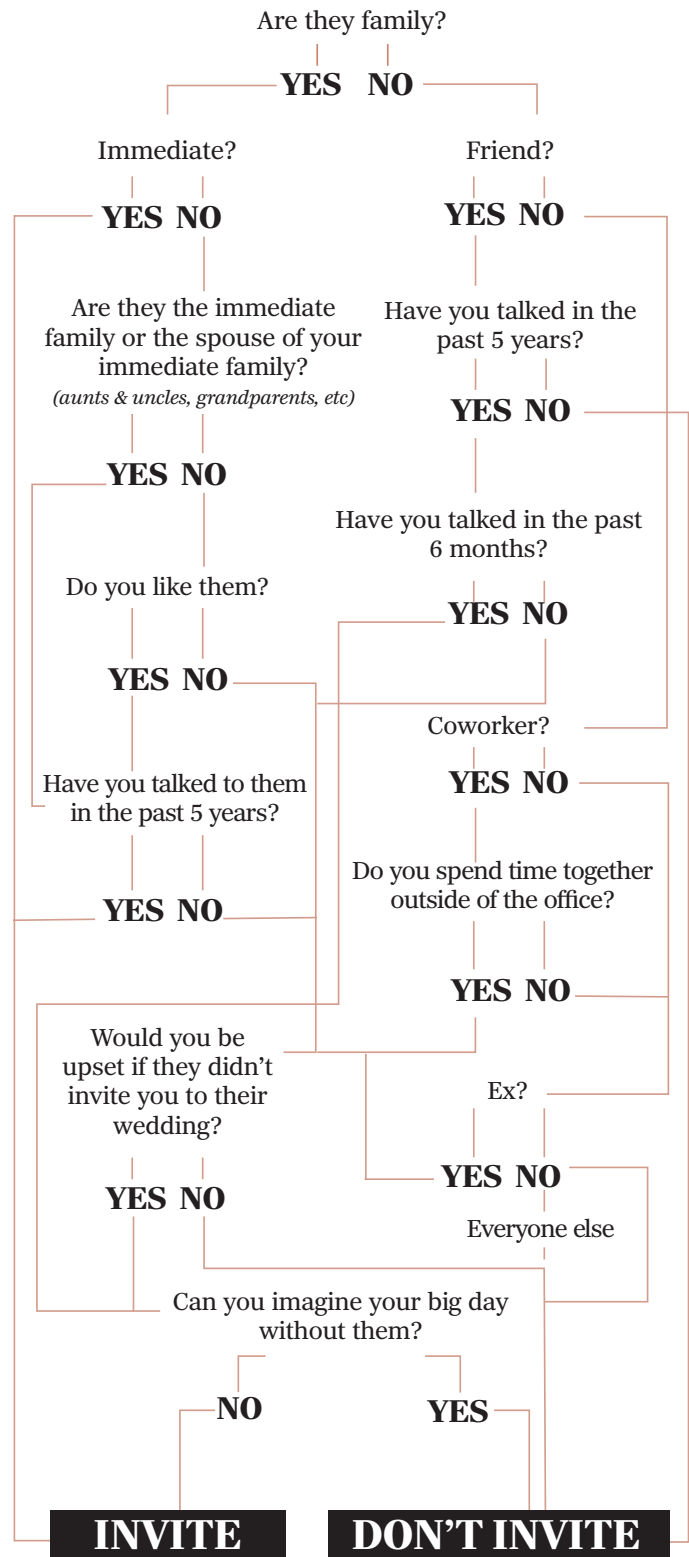 Are they family?
YES NO
Immediate?
YES NO
Are they the immediate
family or the spouse of your
immediate family?
(aunts & uncles, grandparents, etc)
YES NO
Do you like them?
YES NO
Have you talked to them
in the past 5 years?
YES NO
Friend?
YES NO
Have you talked in the
past 5 years?
YES NO
Have you talked in the past
6 months?
YES NO
Coworker?
YES NO
Do you spend time together
outside of the office?
YES NO
Ex?
YES NO
Everyone else
Would you be
upset if they didn’t
invite you to their
wedding?
YES NO
Can you imagine your big day
without them?
NO
YES
INVITE
DON’T INVITE